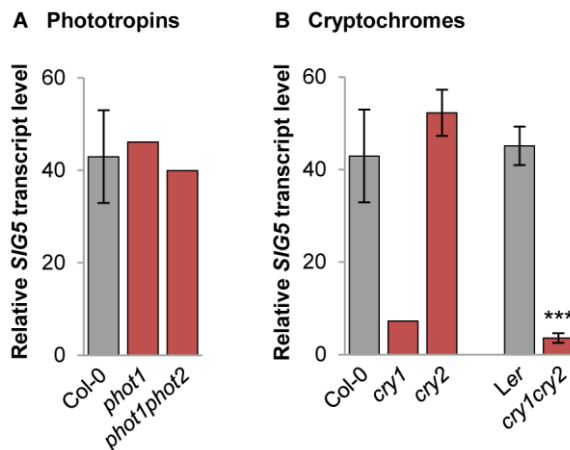 A Phototropins
Relative SIG5 transcript level
60
40
20
0
Col-0
phot1
phot1phot2
B Cryptochromes
Relative SIG5 transcript level
60
40
20
0
***
Col-0
cry1
cry2
Ler
cry1cry2